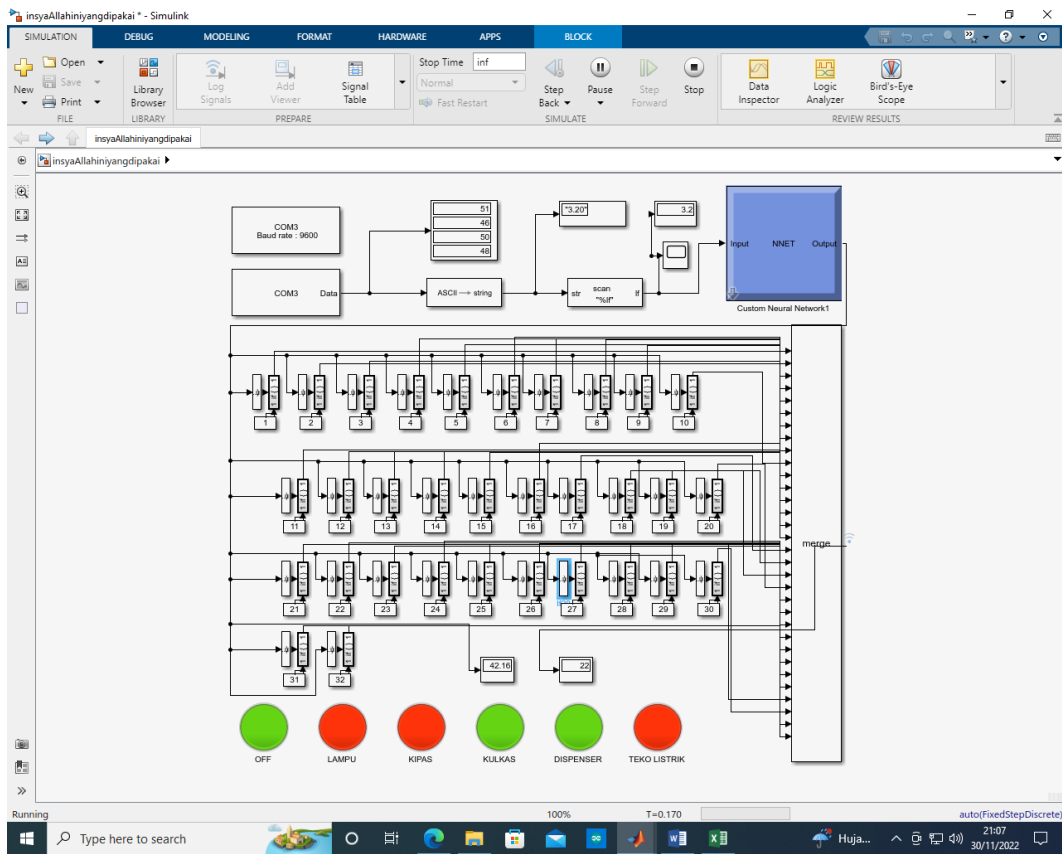 insyaAllahiniyangdipakai * - Simulink
SIMULATION DEBUG MODELING FORMAT HARDWARE APPS BLOCK
New
Open
Save
Print
FILE
Library Browser
LIBRARY
Log Signals
Add Viewer
Signal Table
PREPARE
Stop Time inf
Normal
Fast Restart
Step Back
Pause
Step Forward
Stop
SIMULATE
Data Inspector
Logic Analyzer
Bird's-Eye Scope
REVIEW RESULTS
insyaAllahiniyangdipakai
insyaAllahiniyangdipakai
COM3
Baud rate : 9600
COM3 Data
51
46
50
48
ASCII → string
"3.20"
str scan "%lf" lf
3.2
Input NNET Output
Custom Neural Network1
1 2 3 4 5 6 7 8 9 10
11 12 13 14 15 16 17 18 19 20
21 22 23 24 25 26 27 28 29 30
31 32
42.16
22
merge
OFF LAMPU KIPAS KULKAS DISPENSER TEKO LISTRIK
Running 100% T=0.170 auto(FixedStepDiscrete)
Type here to search
Huja...
21:07
30/11/2022